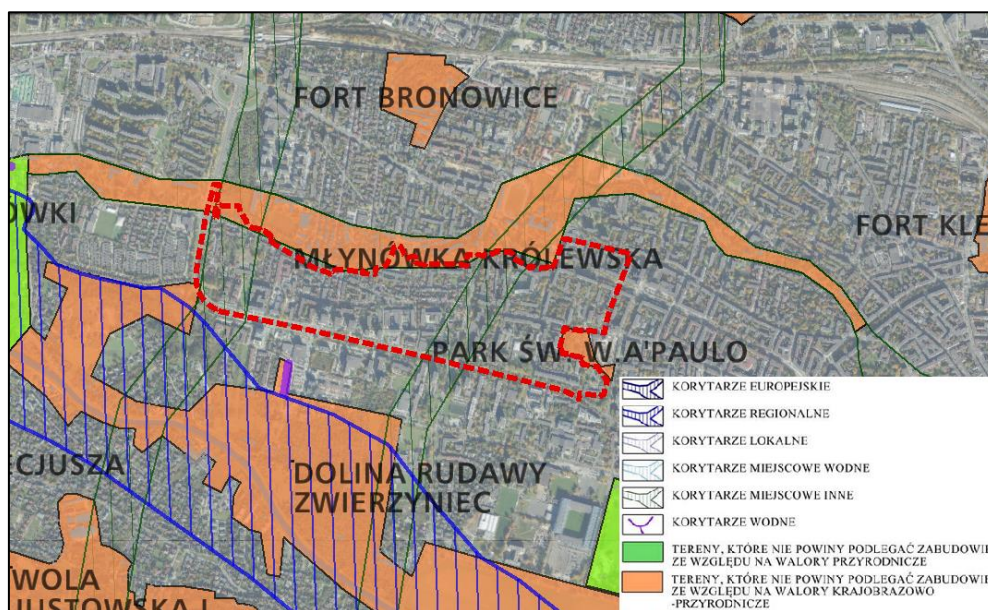 FORT BRONOWICE
ÓWKI
FORT KLE
MŁYNÓWKA KRÓLEWSKA
PARK ŚW. W.A'PAULO
ECJUSZA
DOLINA RUDAWY
ZWIERZYNIEC
WOLA
JUSTOWSKA I
KORYTARZE EUROPEJSKIE
KORYTARZE REGIONALNE
KORYTARZE LOKALNE
KORYTARZE MIEJSCOWE WODNE
KORYTARZE MIEJSCOWE INNE
KORYTARZE WODNE
TERENY, KTÓRE NIE POWINY PODLEGAĆ ZABUDOWIE
ZE WZGLĘDU NA WALORY PRZYRODNICZE
TERENY, KTÓRE NIE POWINY PODLEGAĆ ZABUDOWIE
ZE WZGLĘDU NA WALORY KRAJOBRAZOWO
-PRZYRODNICZE